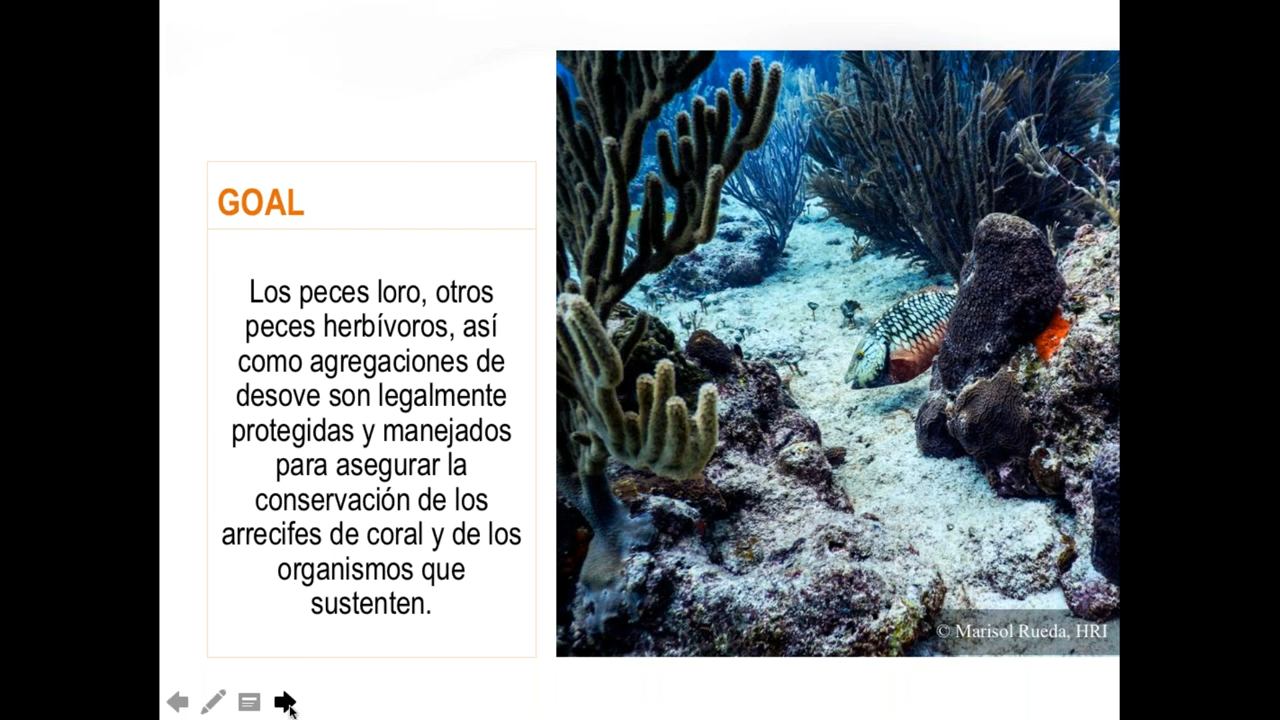 GOAL
Los peces loro, otros
peces herbívoros, así
como agregaciones de
desove son legalmente
protegidas y manejados
para asegurar la
conservación de los
arrecifes de coral y de los
organismos que
sustenten.
© Marisol Rueda, HRI